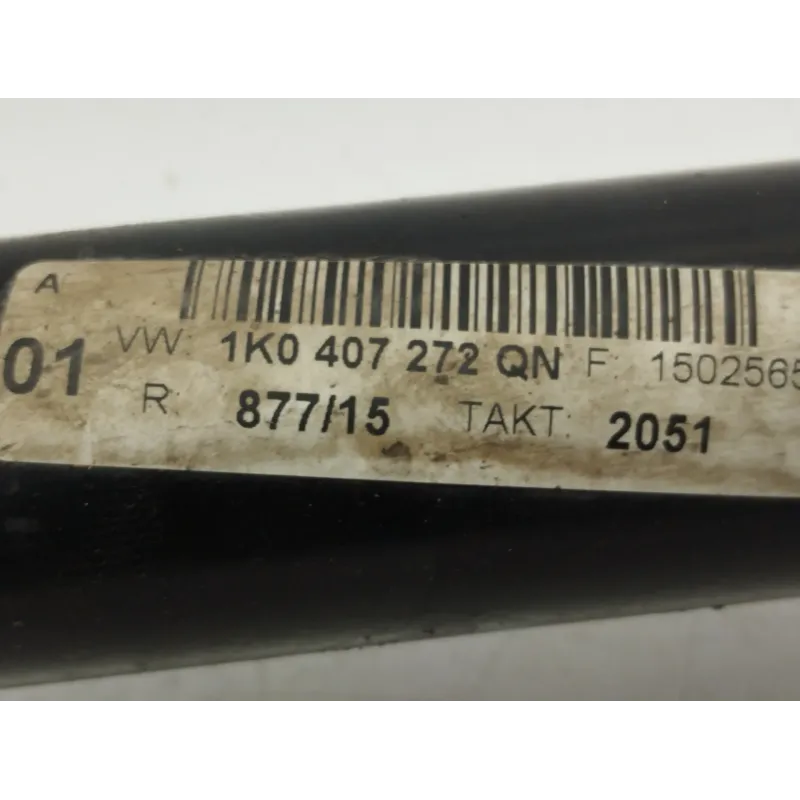 A
01 VW: 1K0 407 272 QN F: 1502565
R: 877/15 TAKT: 2051